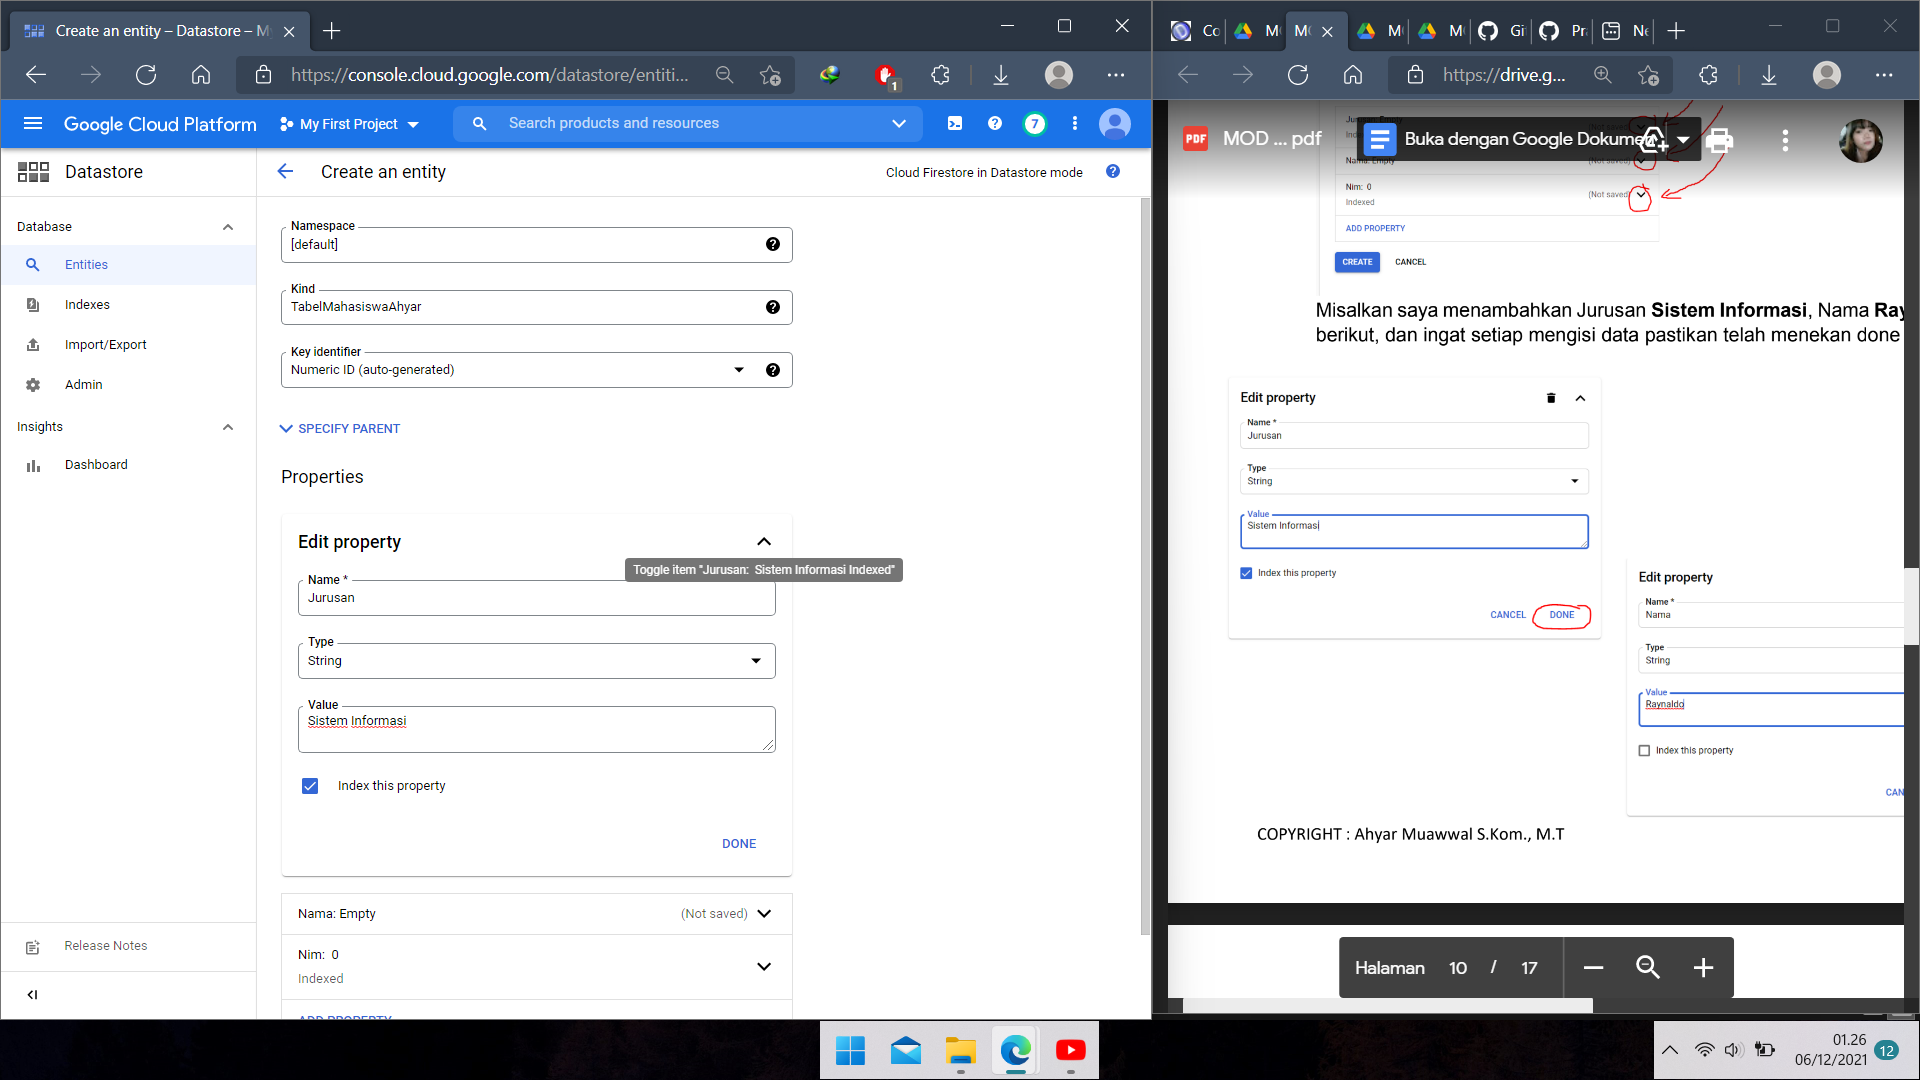 Create an entity – Datastore – My
https://console.cloud.google.com/datastore/entiti...
1
Google Cloud Platform
My First Project
Search products and resources
7
Datastore
Create an entity
Cloud Firestore in Datastore mode
Database
Entities
Indexes
Import/Export
Admin
Insights
Dashboard
Release Notes
Namespace
[default]
Kind
TabelMahasiswaAhyar
Key identifier
Numeric ID (auto-generated)
SPECIFY PARENT
Properties
Edit property
Toggle item "Jurusan: Sistem Informasi Indexed"
Name *
Jurusan
Type
String
Value
Sistem Informasi
Index this property
DONE
Nama: Empty
(Not saved)
Nim: 0
Indexed
ADD PROPERTY
Co
M
M
Gi
Pr
Ne
https://drive.g...
PDF
MOD ... pdf
Buka dengan Google Dokumen
Nama: Empty
Nim: 0
(Not saved)
Indexed
ADD PROPERTY
CREATE
CANCEL
Misalkan saya menambahkan Jurusan Sistem Informasi, Nama Ray
berikut, dan ingat setiap mengisi data pastikan telah menekan done
Edit property
Name *
Jurusan
Type
String
Value
Sistem Informasi
Index this property
CANCEL
DONE
Edit property
Name *
Nama
Type
String
Value
Raynaldo
Index this property
CAN
COPYRIGHT : Ahyar Muawwal S.Kom., M.T
Halaman 10 / 17
01.26
06/12/2021
12